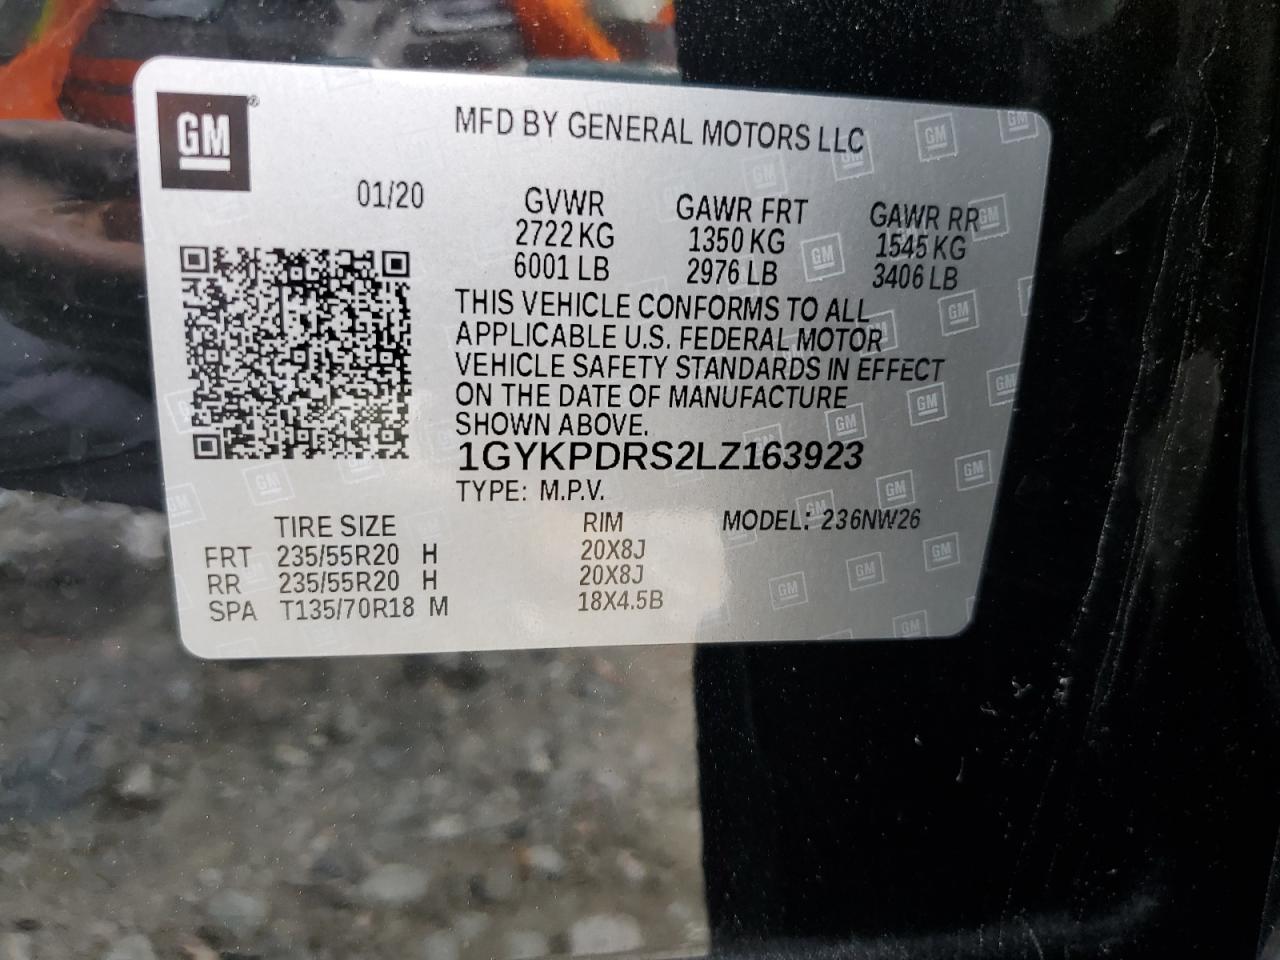 GM
MFD BY GENERAL MOTORS LLC
01/20
GVWR GAWR FRT GAWR RR
2722 KG 1350 KG 1545 KG
6001 LB 2976 LB 3406 LB
THIS VEHICLE CONFORMS TO ALL
APPLICABLE U.S. FEDERAL MOTOR
VEHICLE SAFETY STANDARDS IN EFFECT
ON THE DATE OF MANUFACTURE
SHOWN ABOVE.
1GYKPDRS2LZ163923
TYPE: M.P.V.
TIRE SIZE RIM MODEL: 236NW26
FRT 235/55R20 H 20X8J
RR 235/55R20 H 20X8J
SPA T135/70R18 M 18X4.5B